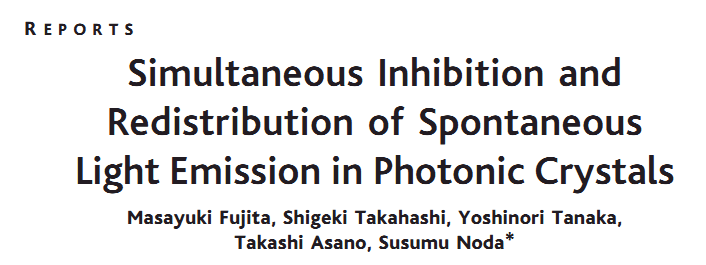 REPORTS
Simultaneous Inhibition and
Redistribution of Spontaneous
Light Emission in Photonic Crystals
Masayuki Fujita, Shigeki Takahashi, Yoshinori Tanaka,
Takashi Asano, Susumu Noda*